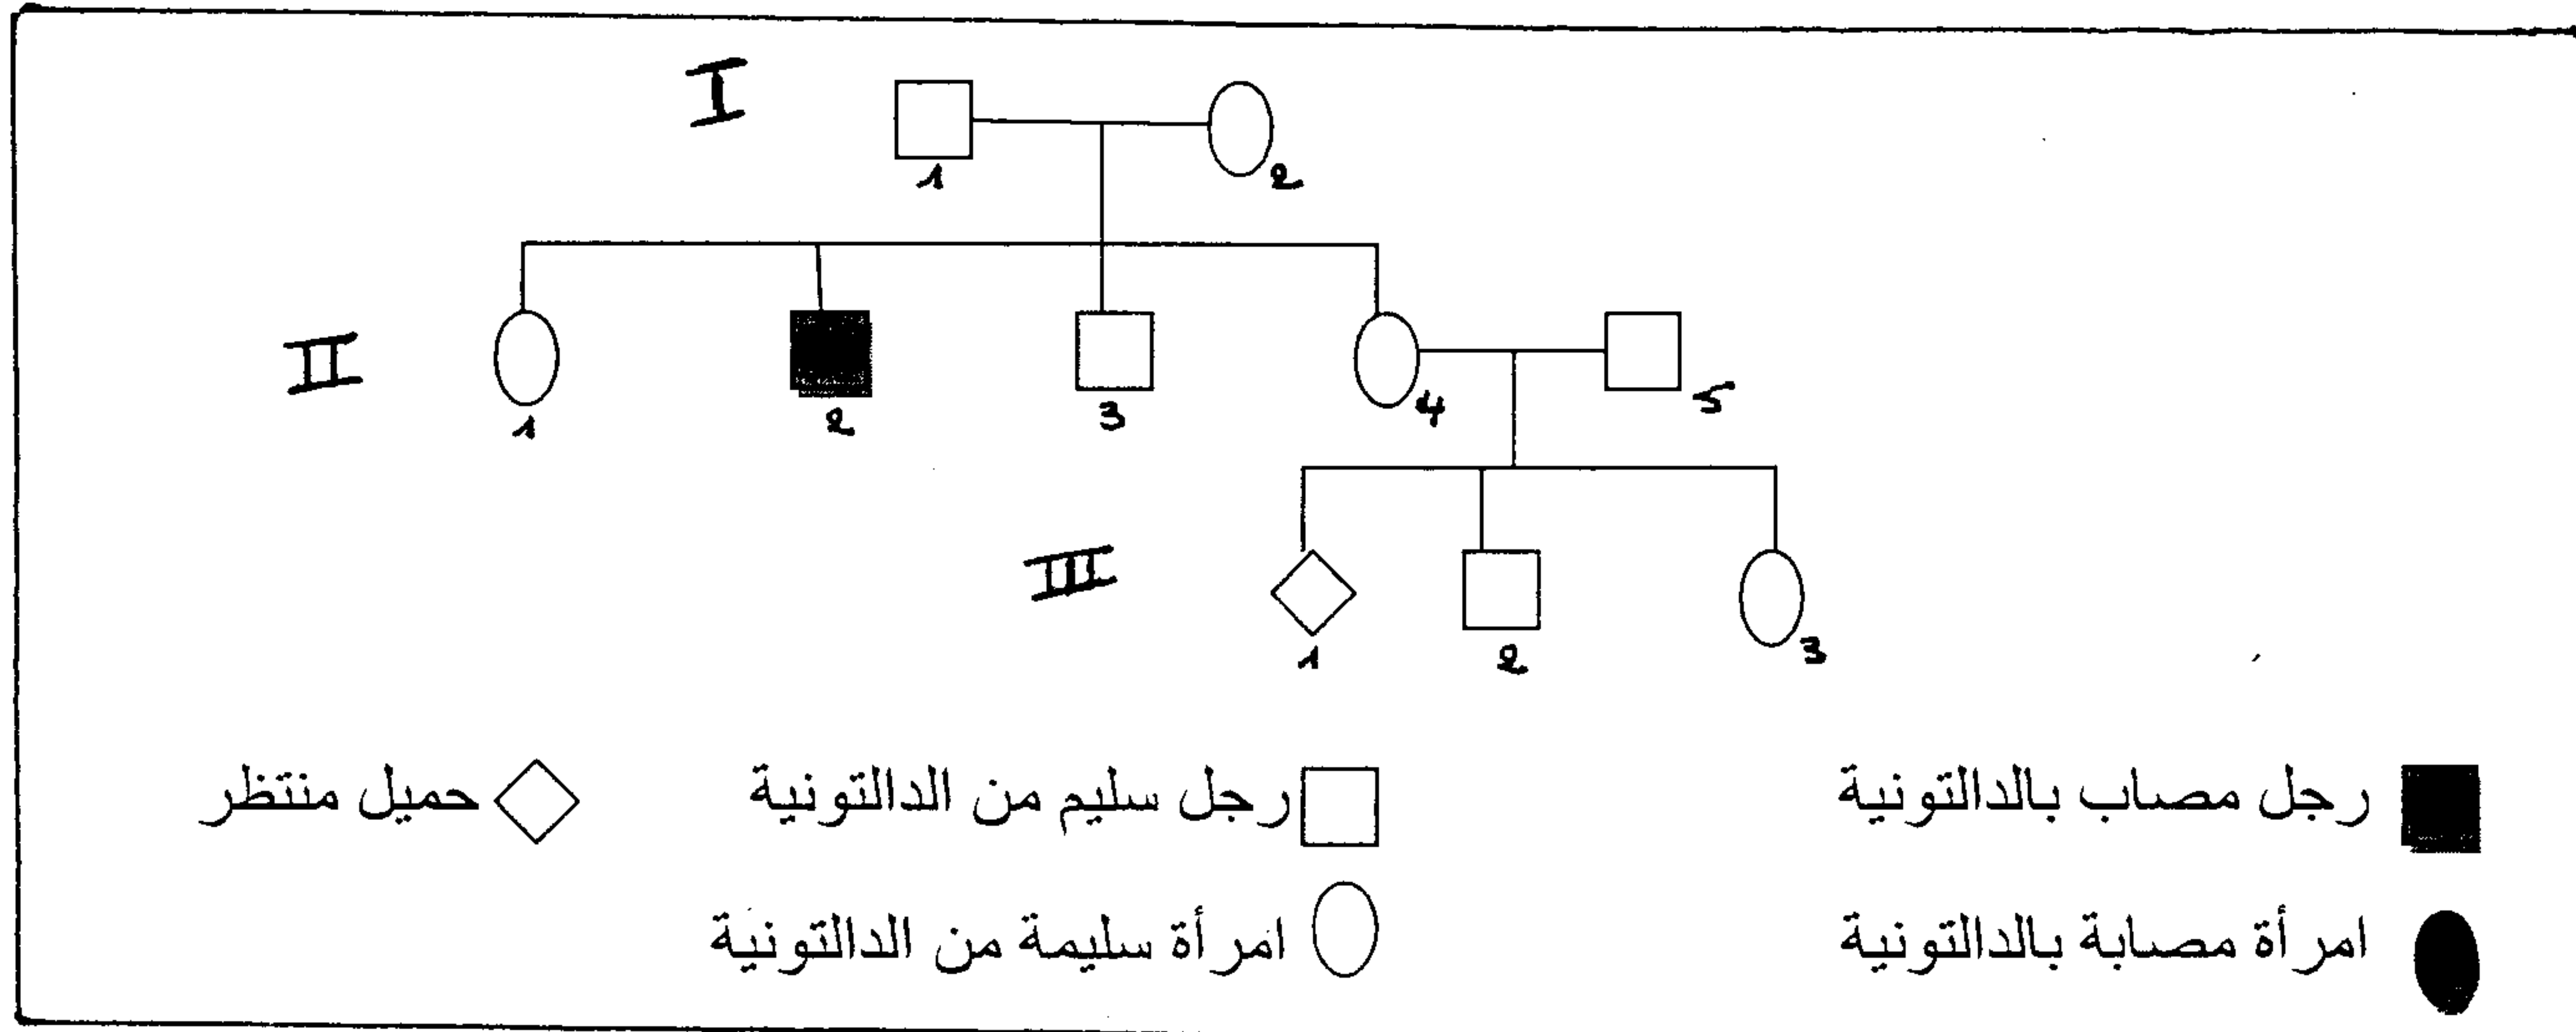 I
1 2
II
1 2 3 4 5
III
1 2 3
رجل مصاب بالدالتونية رجل سليم من الدالتونية حميل منتظر
امرأة مصابة بالدالتونية امرأة سليمة من الدالتونية